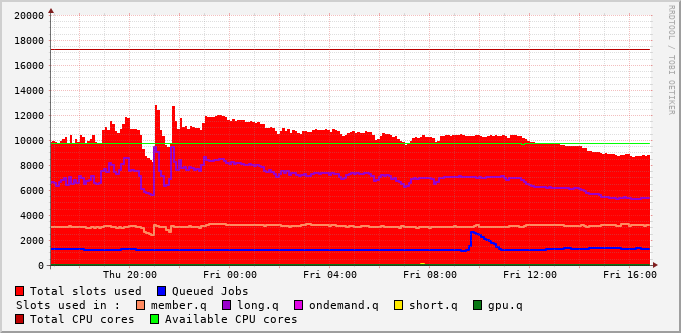 RRDTOOL / TOBI OETIKER
20000
18000
16000
14000
12000
10000
8000
6000
4000
2000
0
Thu 20:00 Fri 00:00 Fri 04:00 Fri 08:00 Fri 12:00 Fri 16:00
Total slots used Queued Jobs
Slots used in : member.q long.q ondemand.q short.q gpu.q
Total CPU cores Available CPU cores